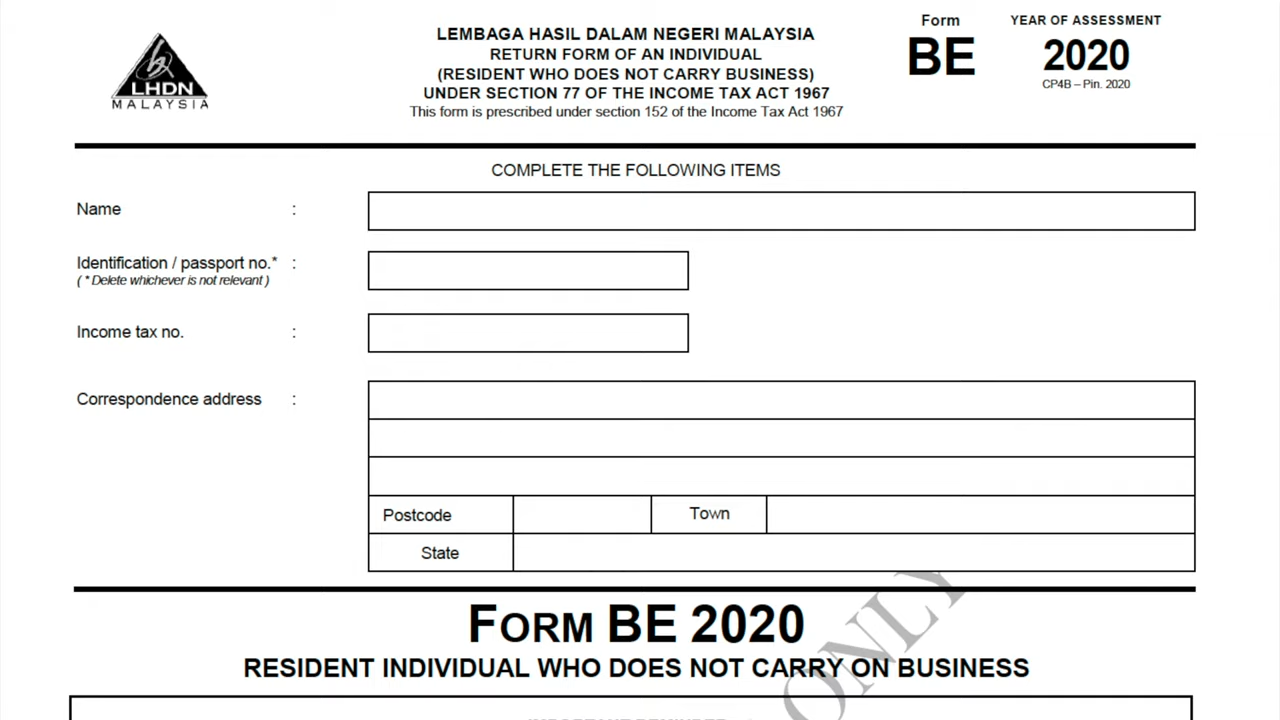 LHDN
MALAYSIA
LEMBAGA HASIL DALAM NEGERI MALAYSIA
RETURN FORM OF AN INDIVIDUAL
(RESIDENT WHO DOES NOT CARRY BUSINESS)
UNDER SECTION 77 OF THE INCOME TAX ACT 1967
This form is prescribed under section 152 of the Income Tax Act 1967
Form
BE
YEAR OF ASSESSMENT
2020
CP4B – Pin. 2020
COMPLETE THE FOLLOWING ITEMS
Name :
Identification / passport no.* :
( * Delete whichever is not relevant )
Income tax no. :
Correspondence address :
Postcode Town
State
FORM BE 2020
RESIDENT INDIVIDUAL WHO DOES NOT CARRY ON BUSINESS
ONLY